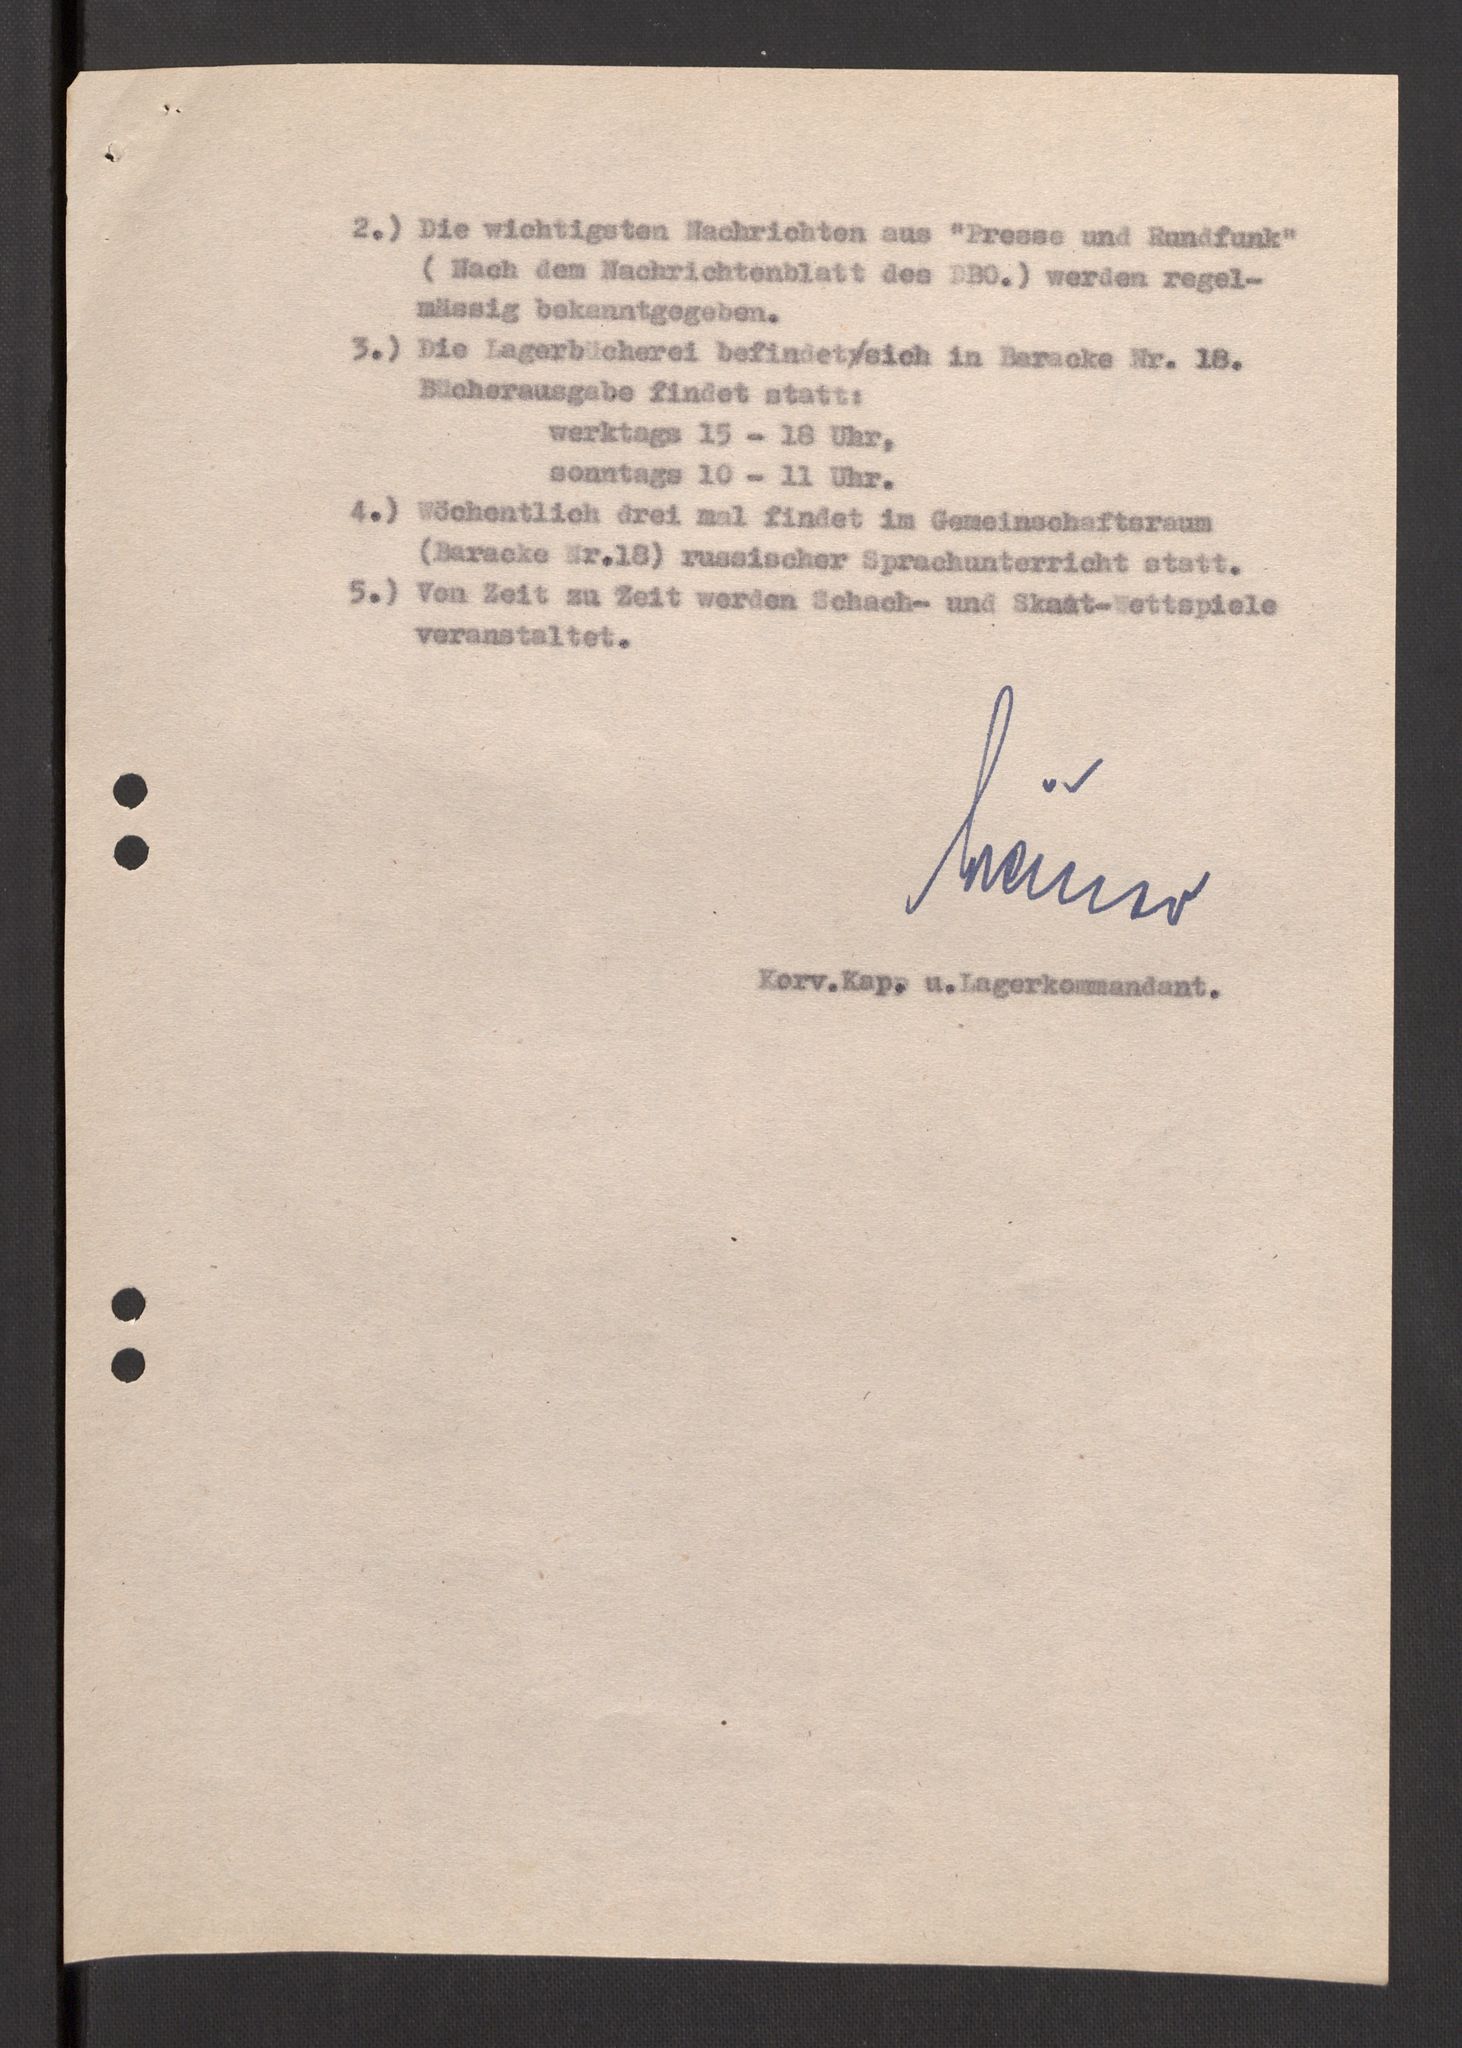 2.) Die wichtigsten Nachrichten aus "Presse und Rundfunk"
( Nach dem Nachrichtenblatt des DBO.) werden regel-
mässig bekanntgegeben.
3.) Die Lagerbücherei befindet/sich in Baracke Nr. 18.
Bücherausgabe findet statt:
werktags 15 - 18 Uhr,
sonntags 10 - 11 Uhr.
4.) Wöchentlich drei mal findet im Gemeinschaftsraum
(Baracke Nr.18) russischer Sprachunterricht statt.
5.) Von Zeit zu Zeit werden Schach- und Skaat-Wettspiele
veranstaltet.
Korv.Kap. u.Lagerkommandant.